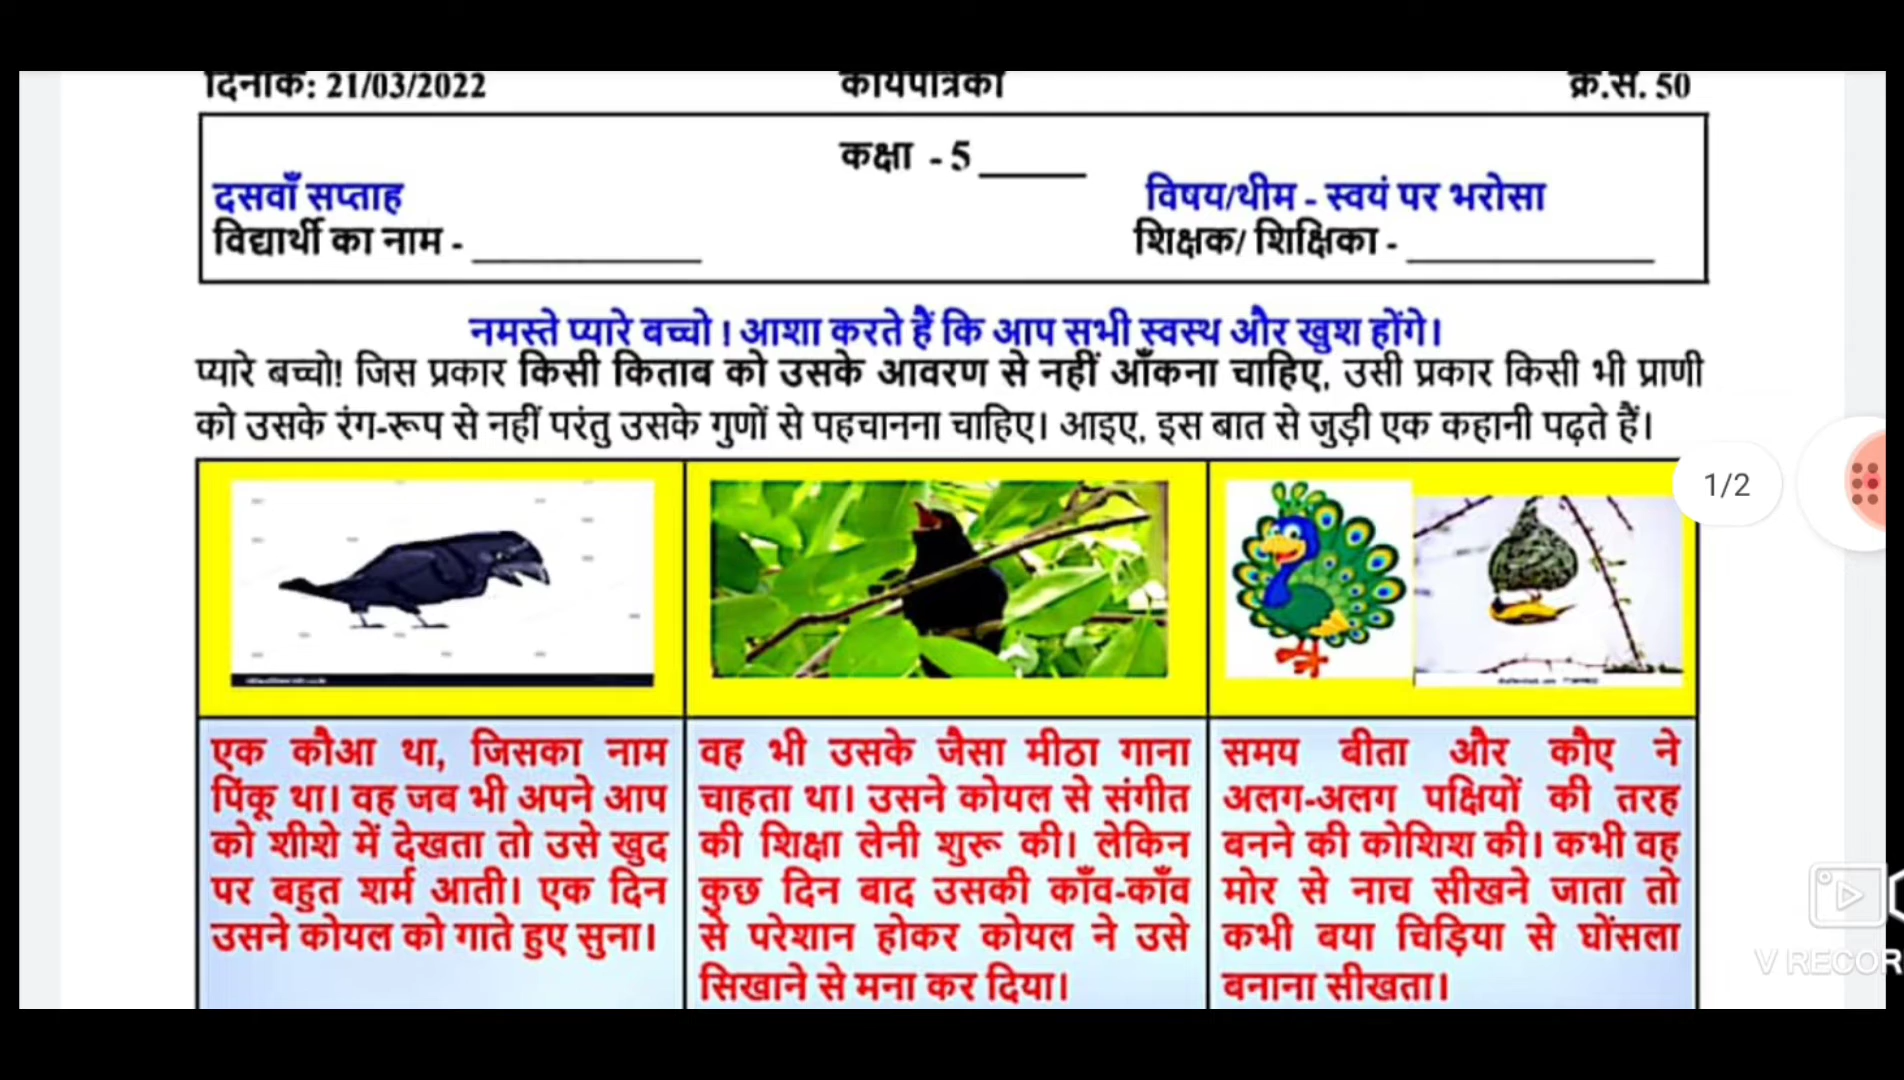 दिनांक: 21/03/2022
कार्यपत्रिका
क्र.सं. 50
कक्षा - 5 _____
दसवाँ सप्ताह
विषय/थीम - स्वयं पर भरोसा
विद्यार्थी का नाम - ___________
शिक्षक/ शिक्षिका - ____________
नमस्ते प्यारे बच्चो ! आशा करते हैं कि आप सभी स्वस्थ और खुश होंगे।
प्यारे बच्चो! जिस प्रकार किसी किताब को उसके आवरण से नहीं आँकना चाहिए, उसी प्रकार किसी भी प्राणी
को उसके रंग-रूप से नहीं परंतु उसके गुणों से पहचानना चाहिए। आइए, इस बात से जुड़ी एक कहानी पढ़ते हैं।
1/2
एक कौआ था, जिसका नाम
पिंकू था। वह जब भी अपने आप
को शीशे में देखता तो उसे खुद
पर बहुत शर्म आती। एक दिन
उसने कोयल को गाते हुए सुना।
वह भी उसके जैसा मीठा गाना
चाहता था। उसने कोयल से संगीत
की शिक्षा लेनी शुरू की। लेकिन
कुछ दिन बाद उसकी काँव-काँव
से परेशान होकर कोयल ने उसे
सिखाने से मना कर दिया।
समय बीता और कौए ने
अलग-अलग पक्षियों की तरह
बनने की कोशिश की। कभी वह
मोर से नाच सीखने जाता तो
कभी बया चिड़िया से घोंसला
बनाना सीखता।
V RECOR